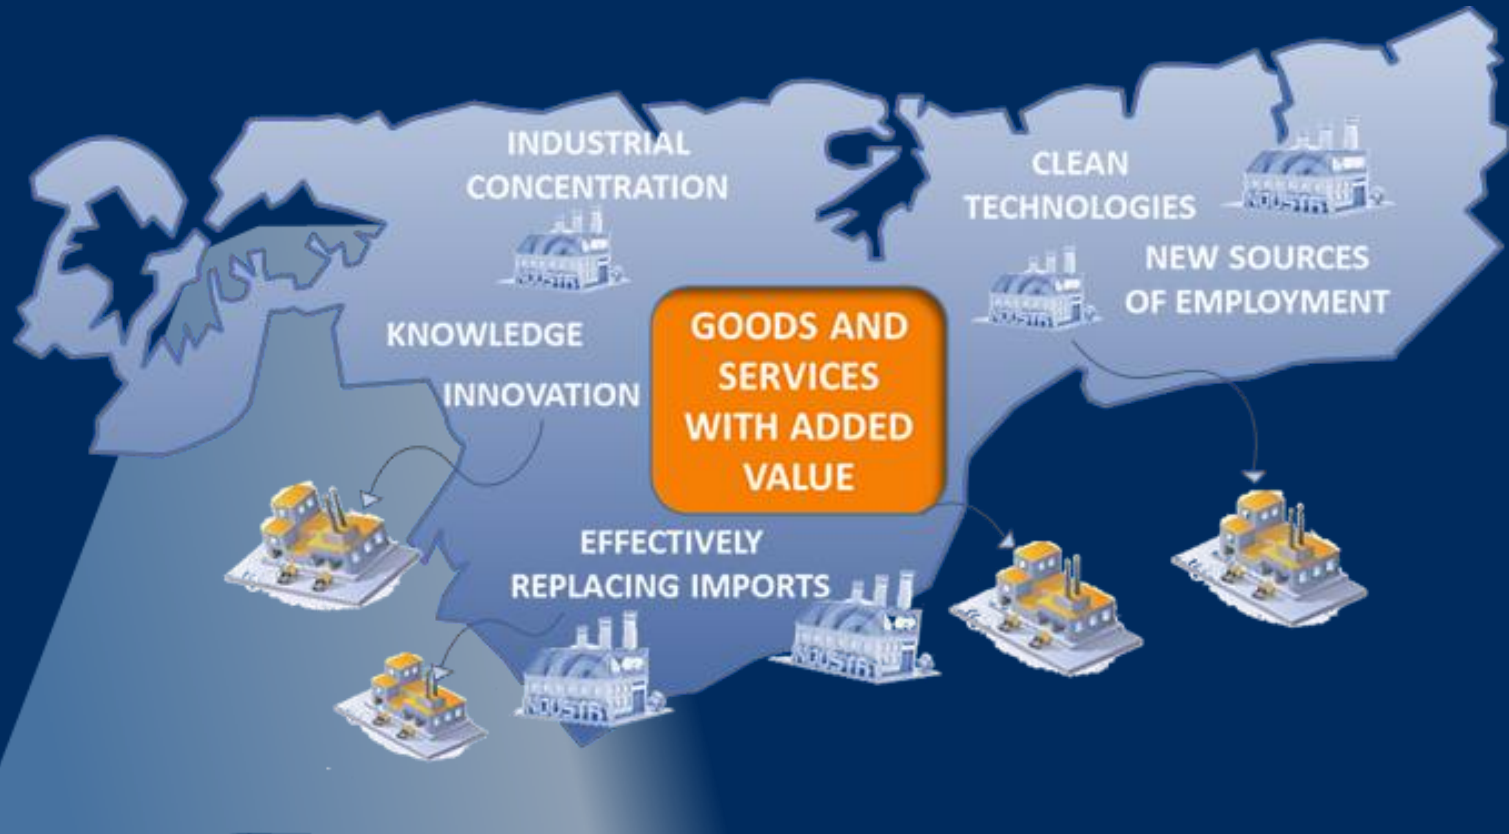 INDUSTRIAL
CONCENTRATION
CLEAN
TECHNOLOGIES
NEW SOURCES
OF EMPLOYMENT
KNOWLEDGE
INNOVATION
GOODS AND
SERVICES
WITH ADDED
VALUE
EFFECTIVELY
REPLACING IMPORTS